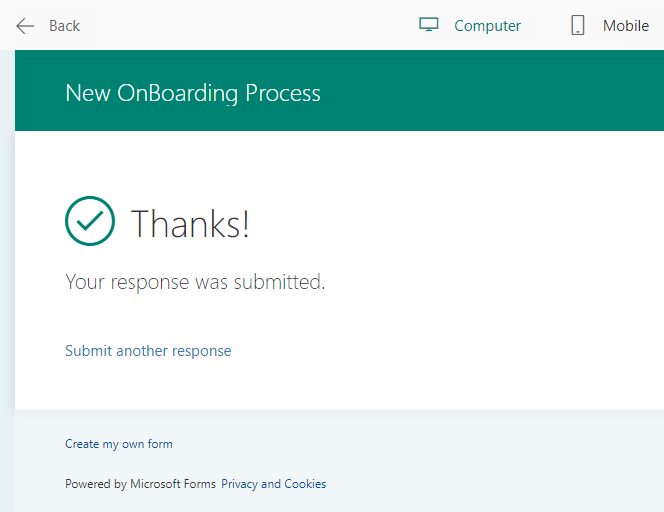 Back Computer Mobile
New OnBoarding Process
Thanks!
Your response was submitted.
Submit another response
Create my own form
Powered by Microsoft Forms Privacy and Cookies